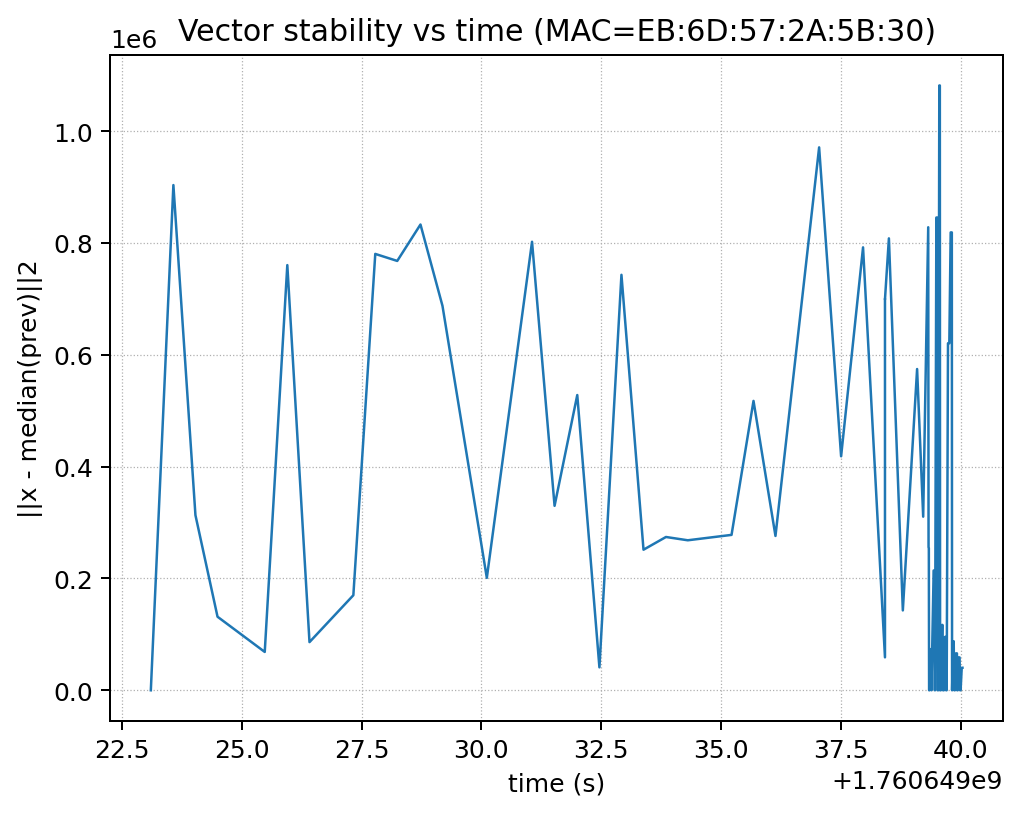 Vector stability vs time (MAC=EB:6D:57:2A:5B:30)
1e6
1.0
0.8
0.6
0.4
0.2
0.0
||x - median(prev)||2
22.5 25.0 27.5 30.0 32.5 35.0 37.5 40.0
time (s)
+1.760649e9